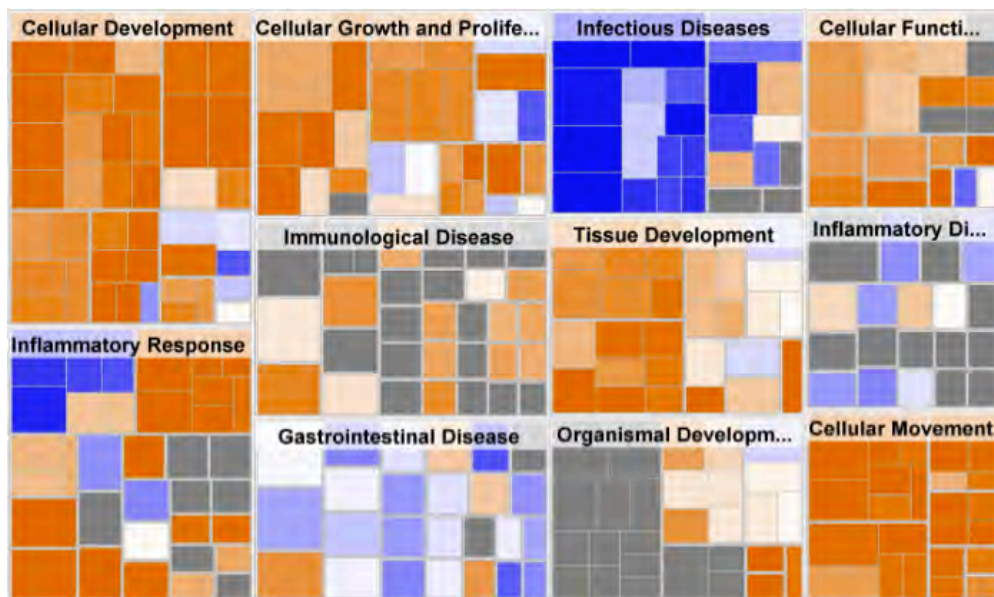 Cellular Development
Cellular Growth and Prolife...
Infectious Diseases
Cellular Functi...
Immunological Disease
Tissue Development
Inflammatory Di...
Inflammatory Response
Gastrointestinal Disease
Organismal Developm...
Cellular Movement